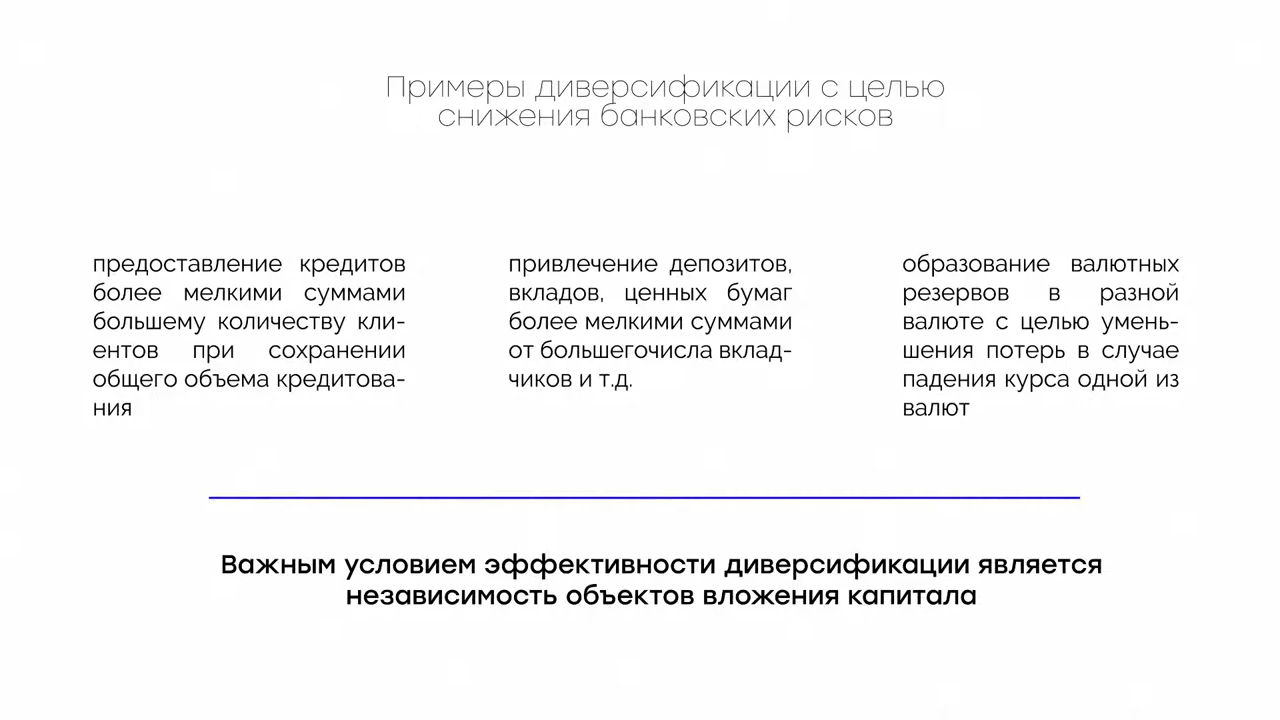 Примеры диверсификации с целью
снижения банковских рисков
предоставление кредитов
более мелкими суммами
большему количеству кли-
ентов при сохранении
общего объема кредитова-
ния
привлечение депозитов,
вкладов, ценных бумаг
более мелкими суммами
от большегочисла вклад-
чиков и т.д.
образование валютных
резервов в разной
валюте с целью умень-
шения потерь в случае
падения курса одной из
валют
Важным условием эффективности диверсификации является
независимость объектов вложения капитала